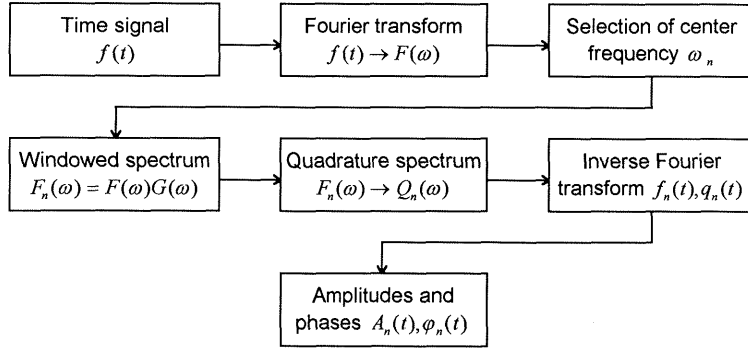 Time signal
f(t)
Fourier transform
f(t) → F(ω)
Selection of center
frequency ω_n
Windowed spectrum
F_n(ω) = F(ω)G(ω)
Quadrature spectrum
F_n(ω) → Q_n(ω)
Inverse Fourier
transform f_n(t), q_n(t)
Amplitudes and
phases A_n(t), φ_n(t)